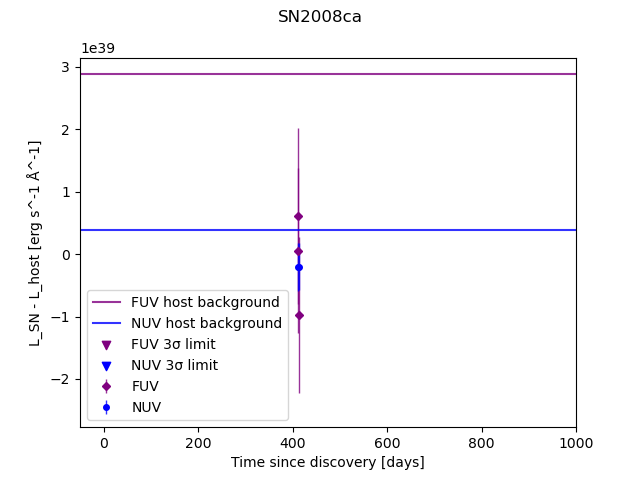 SN2008ca
1e39
3
2
1
0
−1
−2
L_SN - L_host [erg s^-1 Å^-1]
FUV host background
NUV host background
FUV 3σ limit
NUV 3σ limit
FUV
NUV
0 200 400 600 800 1000
Time since discovery [days]